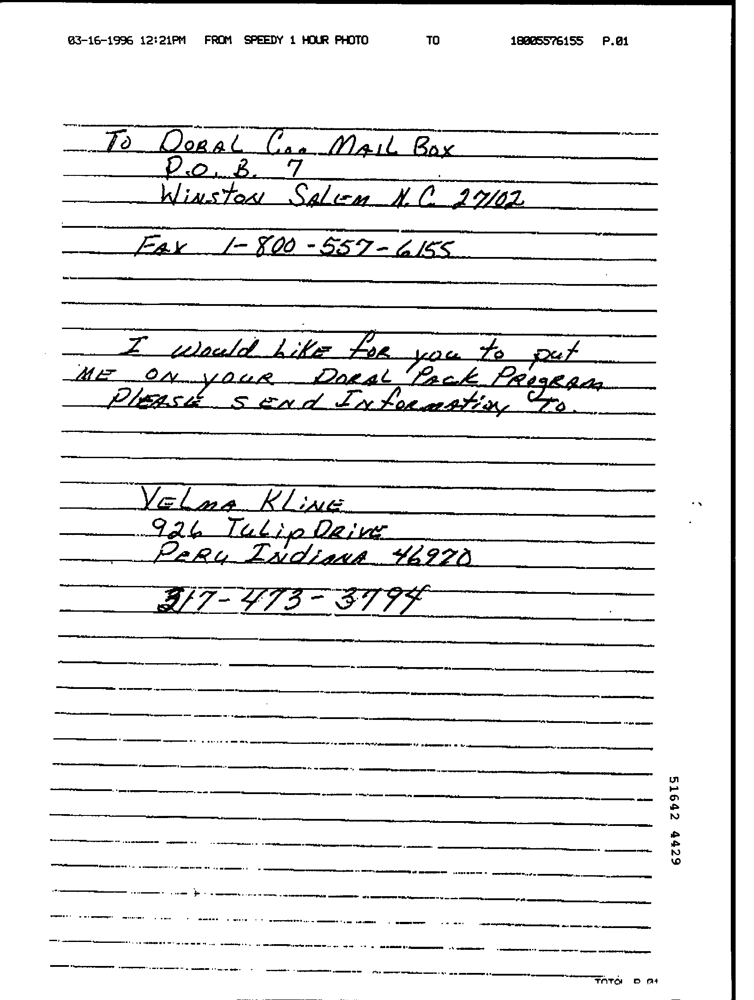 03-16-1996 12:21PM FROM SPEEDY 1 HOUR PHOTO TO 18005576155 P.01
To DORAL Coo MAIL BOX
P.O. B. 7
WINSTON SALEM N.C. 27102
FAX 1-800-557-6155
I would LIKE for you to put
ME ON YOUR DORAL PACK PROGRAM
PLEASE SEND INFORMATION TO.
VELMA KLINE
926 Tulip DRIVE
PERU INDIANA 46970
317-473-3794
51642 4429
TOTAL P.01